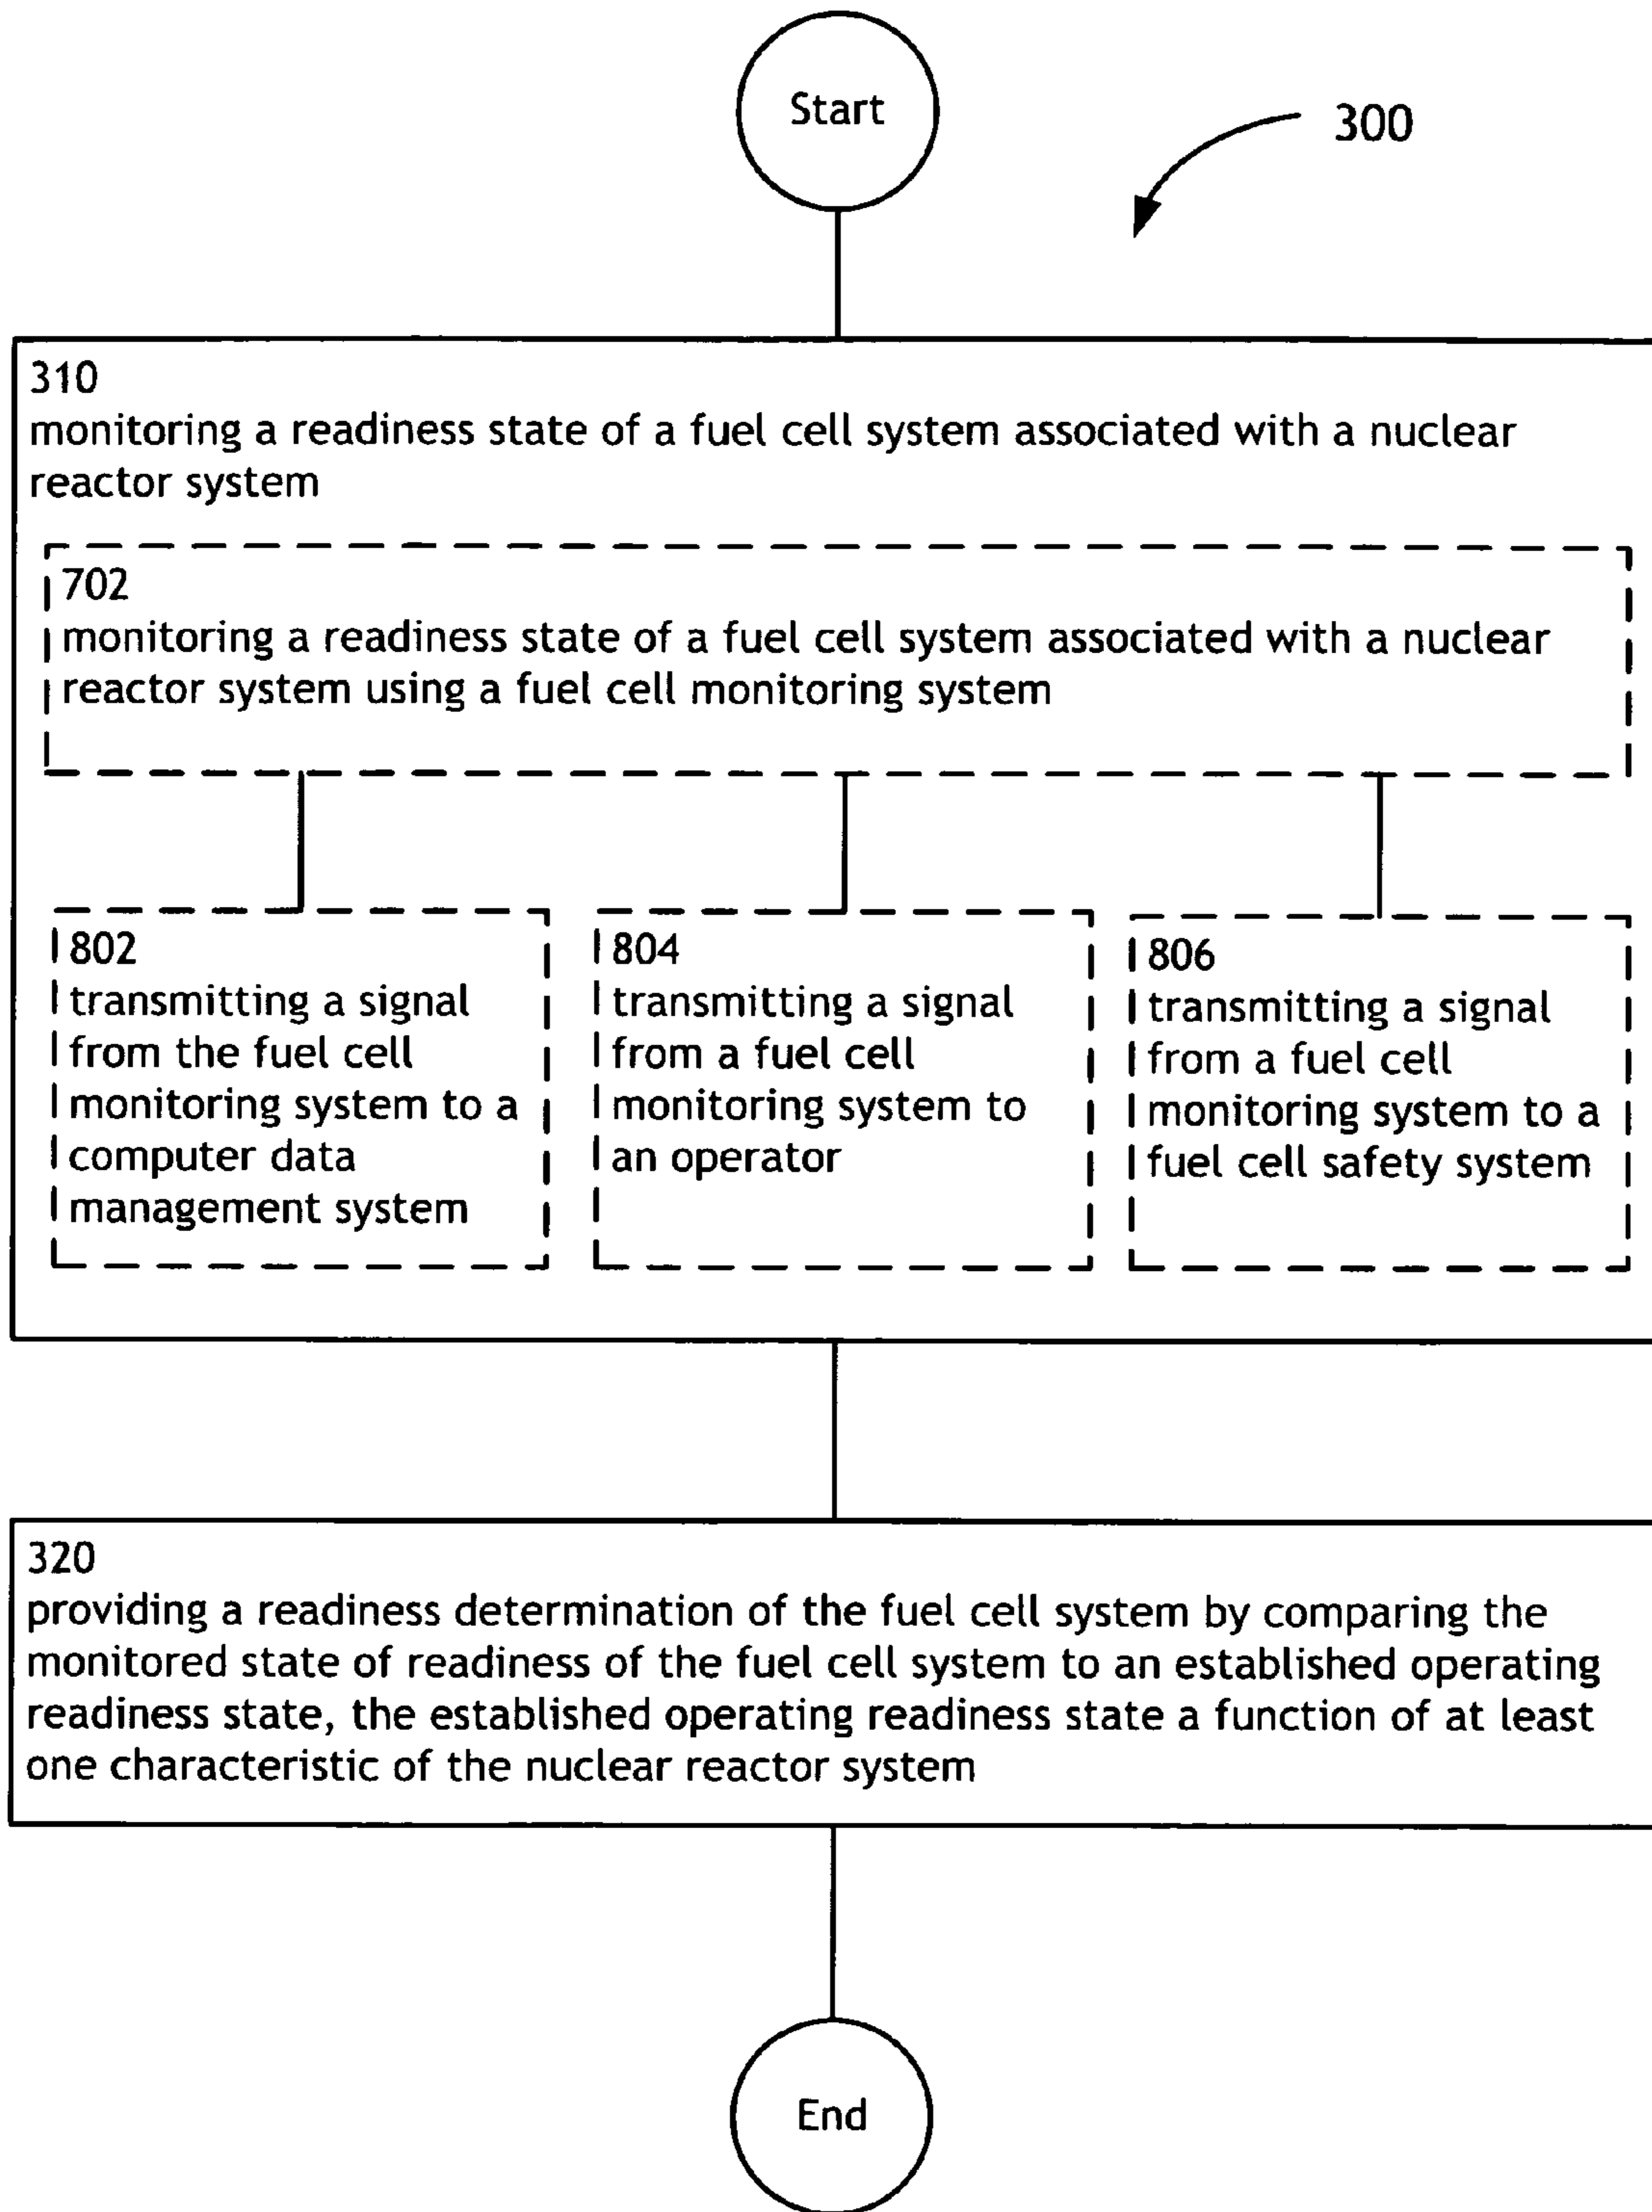 Start
300
310
monitoring a readiness state of a fuel cell system associated with a nuclear
reactor system
702
monitoring a readiness state of a fuel cell system associated with a nuclear
reactor system using a fuel cell monitoring system
802
transmitting a signal
from the fuel cell
monitoring system to a
computer data
management system
804
transmitting a signal
from a fuel cell
monitoring system to
an operator
806
transmitting a signal
from a fuel cell
monitoring system to a
fuel cell safety system
320
providing a readiness determination of the fuel cell system by comparing the
monitored state of readiness of the fuel cell system to an established operating
readiness state, the established operating readiness state a function of at least
one characteristic of the nuclear reactor system
End